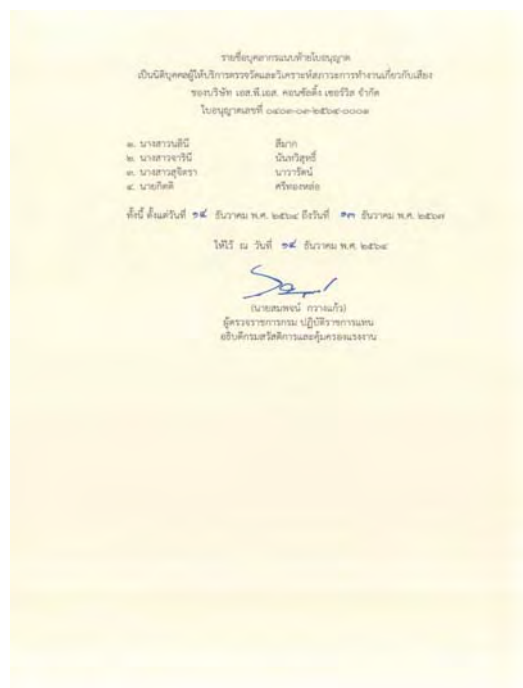 รายชื่อบุคลากรแนบท้ายใบอนุญาต
เป็นนิติบุคคลผู้ให้บริการตรวจวัดและวิเคราะห์สภาวะการทำงานเกี่ยวกับเสียง
ของบริษัท เอส.พี.เอส. คอนซัลติ้ง เซอร์วิส จำกัด
ใบอนุญาตเลขที่ ๐๔๐๓-๐๓-๒๕๖๔-๐๐๐๑
๑. นางสาวนลินี สีมาก
๒. นางสาวจารินี นันทวิสุทธิ์
๓. นางสาวสุจิตรา นาวารัตน์
๔. นายกิตติ ศรีทองหล่อ
ทั้งนี้ ตั้งแต่วันที่ ๑๔ ธันวาคม พ.ศ. ๒๕๖๔ ถึงวันที่ ๑๓ ธันวาคม พ.ศ. ๒๕๖๗
ให้ไว้ ณ วันที่ ๑๔ ธันวาคม พ.ศ. ๒๕๖๔
(นายสมพจน์ กวางแก้ว)
ผู้ตรวจราชการกรม ปฏิบัติราชการแทน
อธิบดีกรมสวัสดิการและคุ้มครองแรงงาน